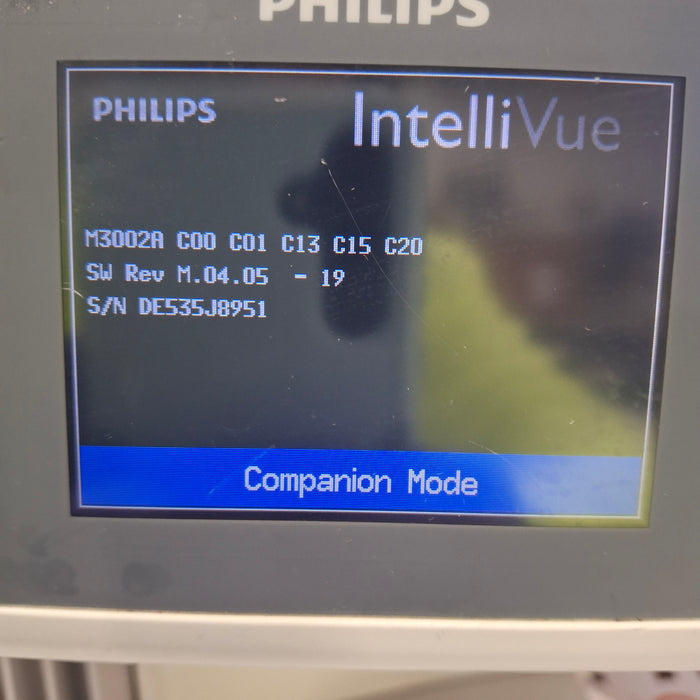 PHILIPS
PHILIPS IntelliVue
M3002A C00 C01 C13 C15 C20
SW Rev M.04.05 - 19
S/N DE535J8951
Companion Mode